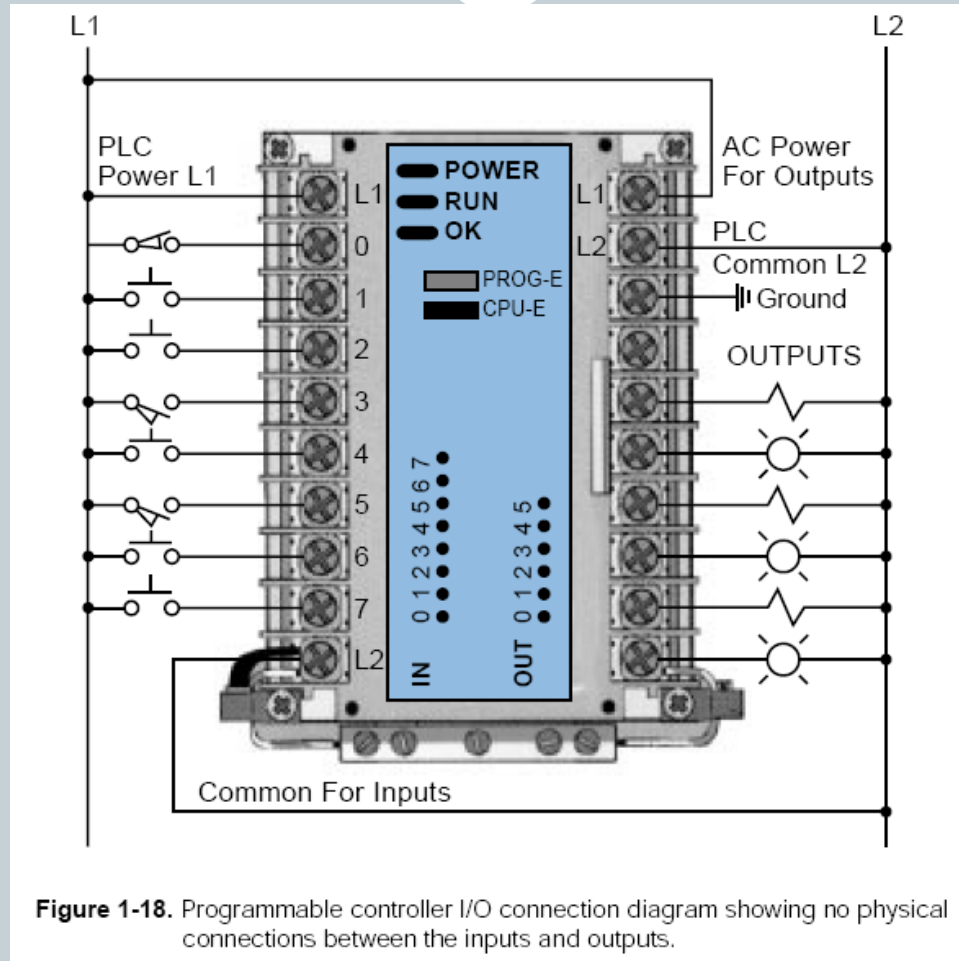 L1
L2
PLC
Power L1
AC Power
For Outputs
POWER
RUN
OK
L1
L1
0
L2
PLC
Common L2
PROG-E
CPU-E
1
Ground
2
OUTPUTS
3
4
5
6
7
L2
IN
0 1 2 3 4 5 6 7
OUT
0 1 2 3 4 5
Common For Inputs
Figure 1-18. Programmable controller I/O connection diagram showing no physical
connections between the inputs and outputs.